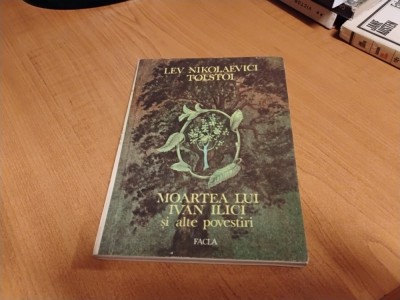 LEV NIKOLAEVICI
TOLSTOI
MOARTEA LUI
IVAN ILICI
și alte povestiri
FACLA